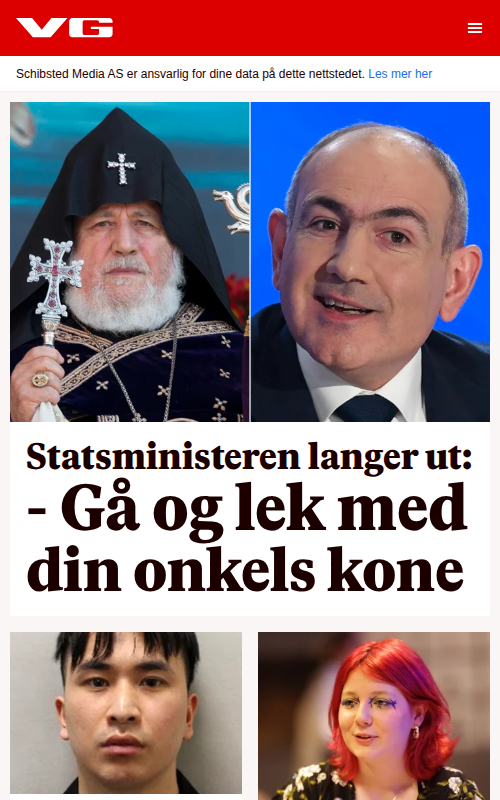 VG
Schibsted Media AS er ansvarlig for dine data på dette nettstedet. Les mer her
Statsministeren langer ut:
- Gå og lek med
din onkels kone